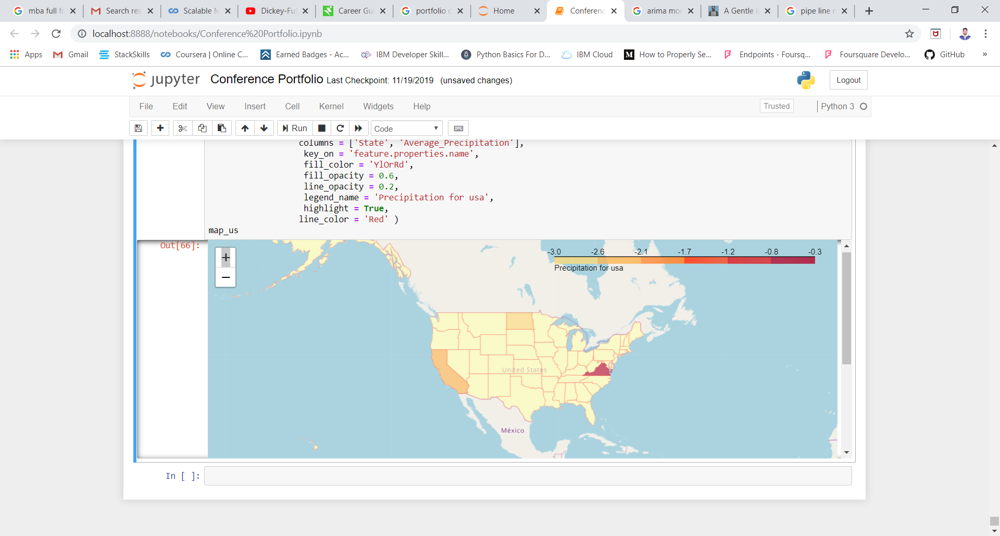 mba full fo
Search res
Scalable M
Dickey-Ful
Career Gui
portfolio c
Home
Conferenc
arima mod
A Gentle I
pipe line m
localhost:8888/notebooks/Conference%20Portfolio.ipynb
Apps
Gmail
StackSkills
Coursera | Online C...
Earned Badges - Ac...
IBM Developer Skill...
Python Basics For D...
IBM Cloud
M How to Properly Se...
Endpoints - Foursq...
Foursquare Develo...
GitHub
»
jupyter Conference Portfolio Last Checkpoint: 11/19/2019 (unsaved changes)
Logout
File Edit View Insert Cell Kernel Widgets Help
Trusted
Python 3
Run
Code
columns = ['State', 'Average_Precipitation'],
key_on = 'feature.properties.name',
fill_color = 'YlOrRd',
fill_opacity = 0.6,
line_opacity = 0.2,
legend_name = 'Precipitation for usa',
highlight = True,
line_color = 'Red' )
map_us
Out[66]:
+
−
-3.0 -2.6 -2.1 -1.7 -1.2 -0.8 -0.3
Precipitation for usa
United States
México
In [ ]: